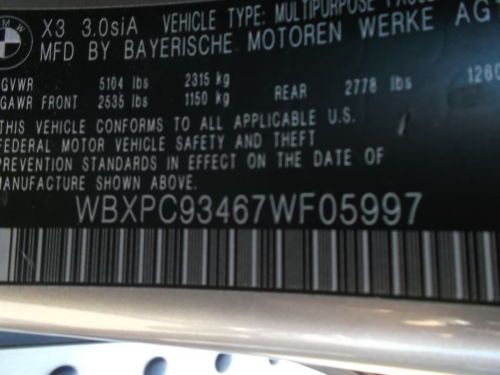 BMW
X3 3.0siA VEHICLE TYPE: MULTIPURPOSE
MFD BY BAYERISCHE MOTOREN WERKE AG
GVWR 5104 lbs 2315 kg
GAWR FRONT 2535 lbs 1150 kg REAR 2778 lbs 1260
THIS VEHICLE CONFORMS TO ALL APPLICABLE U.S.
FEDERAL MOTOR VEHICLE SAFETY AND THEFT
PREVENTION STANDARDS IN EFFECT ON THE DATE OF
MANUFACTURE SHOWN ABOVE.
WBXPC93467WF05997